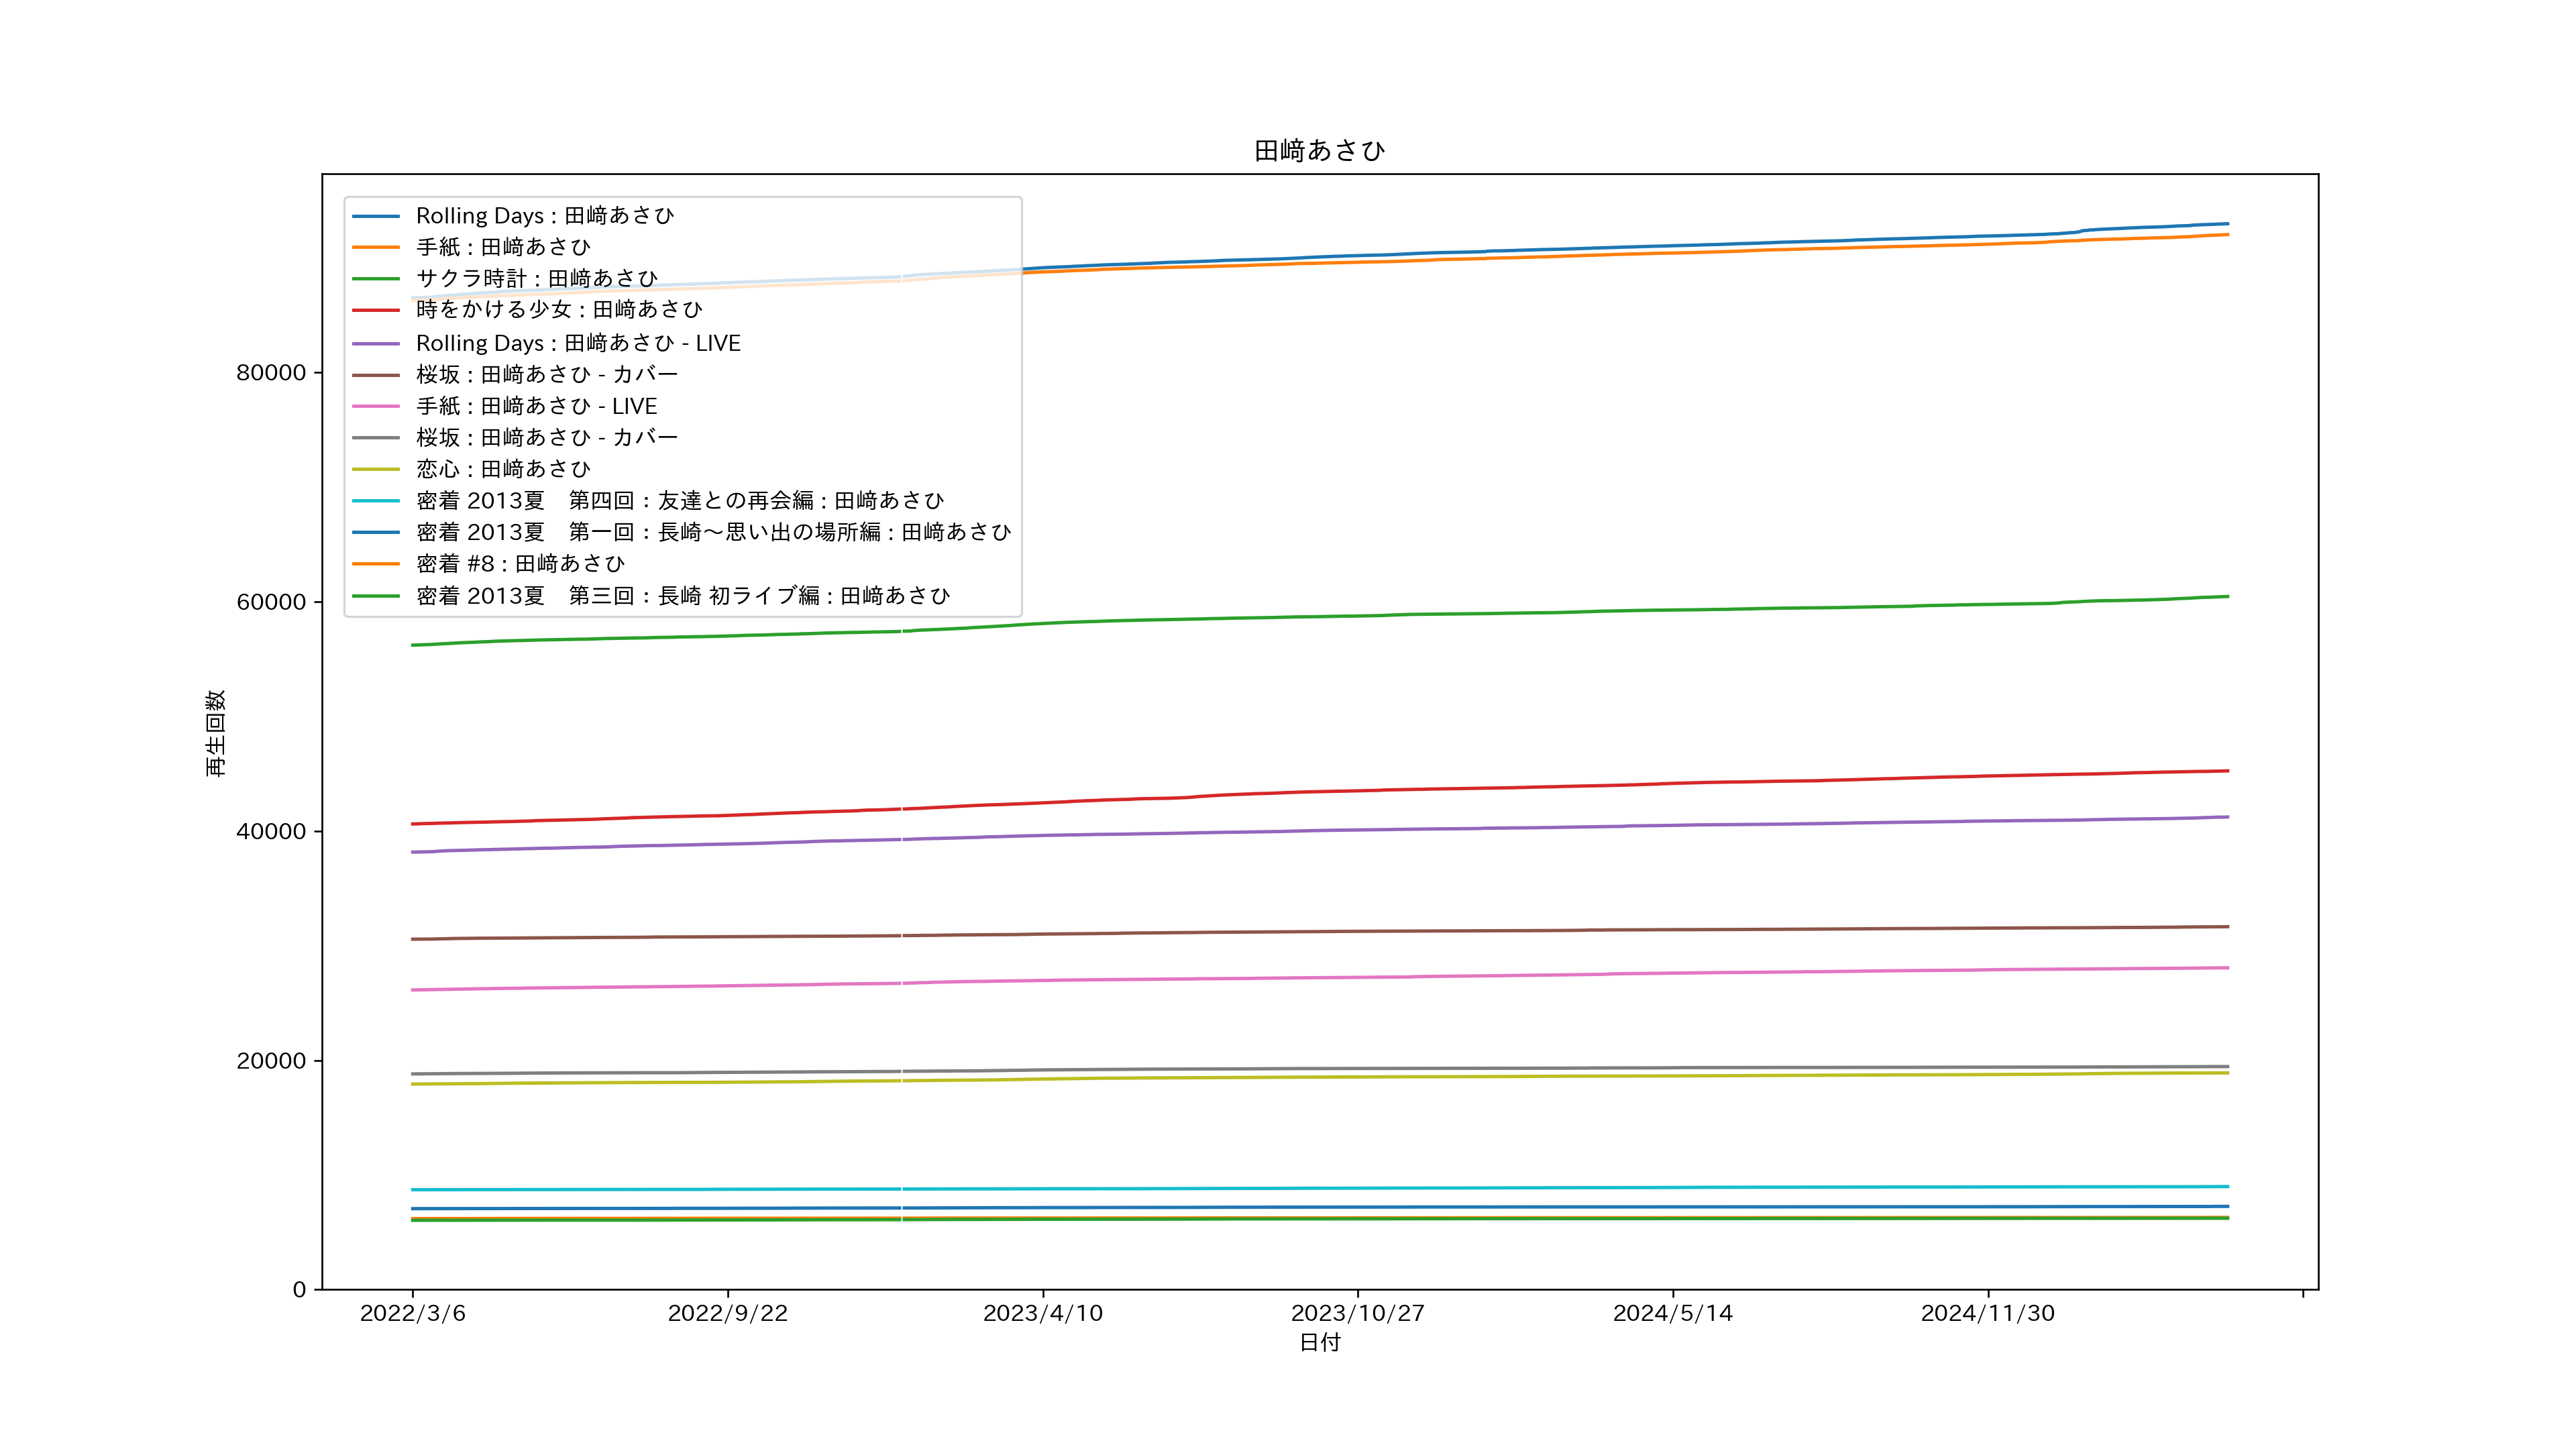 田﨑あさひ
Rolling Days : 田﨑あさひ
手紙 : 田﨑あさひ
サクラ時計 : 田﨑あさひ
時をかける少女 : 田﨑あさひ
Rolling Days : 田﨑あさひ - LIVE
桜坂 : 田﨑あさひ - カバー
手紙 : 田﨑あさひ - LIVE
桜坂 : 田﨑あさひ - カバー
恋心 : 田﨑あさひ
密着 2013夏　第四回：友達との再会編 : 田﨑あさひ
密着 2013夏　第一回：長崎〜思い出の場所編 : 田﨑あさひ
密着 #8 : 田﨑あさひ
密着 2013夏　第三回：長崎 初ライブ編 : 田﨑あさひ
再生回数
80000
60000
40000
20000
0
2022/3/6 2022/9/22 2023/4/10 2023/10/27 2024/5/14 2024/11/30
日付